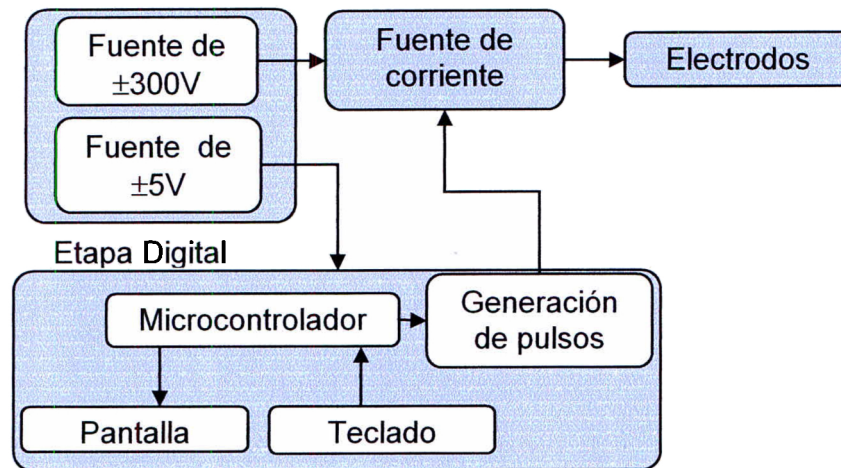 Fuente de
±300V
Fuente de
corriente
Electrodos
Fuente de
±5V
Etapa Digital
Microcontrolador
Generación
de pulsos
Pantalla
Teclado